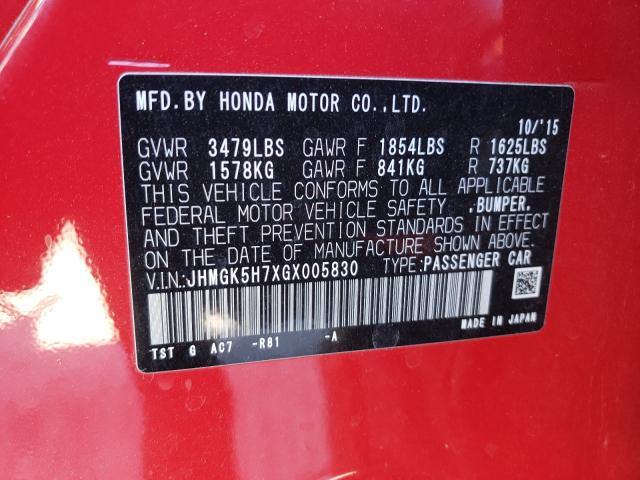 MFD.BY HONDA MOTOR CO.,LTD.
10/'15
GVWR 3479LBS GAWR F 1854LBS R 1625LBS
GVWR 1578KG GAWR F 841KG R 737KG
THIS VEHICLE CONFORMS TO ALL APPLICABLE
FEDERAL MOTOR VEHICLE SAFETY ,BUMPER,
AND THEFT PREVENTION STANDARDS IN EFFECT
ON THE DATE OF MANUFACTURE SHOWN ABOVE.
V.I.N.:JHMGK5H7XGX005830 TYPE:PASSENGER CAR
TST G AC7 -R81 -A
MADE IN JAPAN